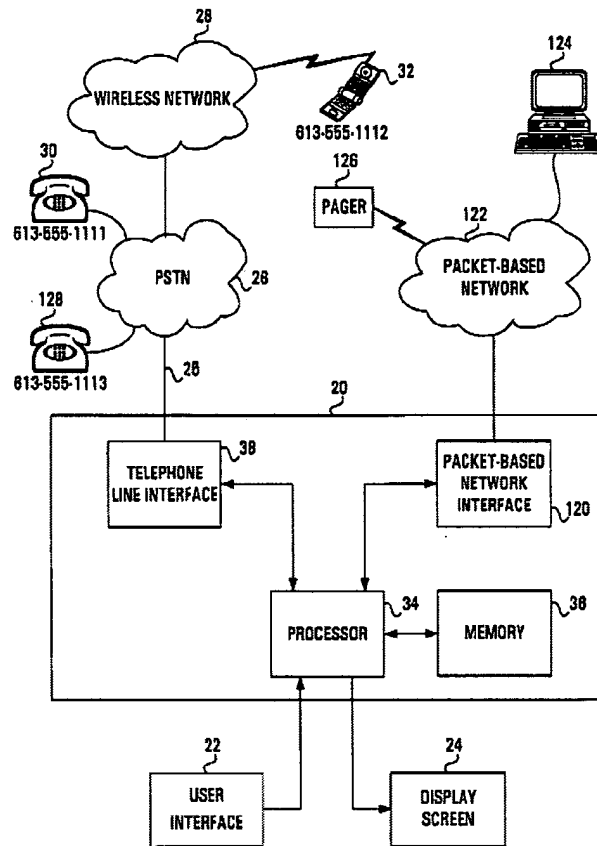 28
124
WIRELESS NETWORK
32
613-555-1112
30
126
PAGER
122
613-555-1111
PSTN
26
PACKET-BASED
NETWORK
128
613-555-1113
25
20
38
TELEPHONE
LINE INTERFACE
PACKET-BASED
NETWORK
INTERFACE
120
34
36
PROCESSOR
MEMORY
22
24
USER
INTERFACE
DISPLAY
SCREEN